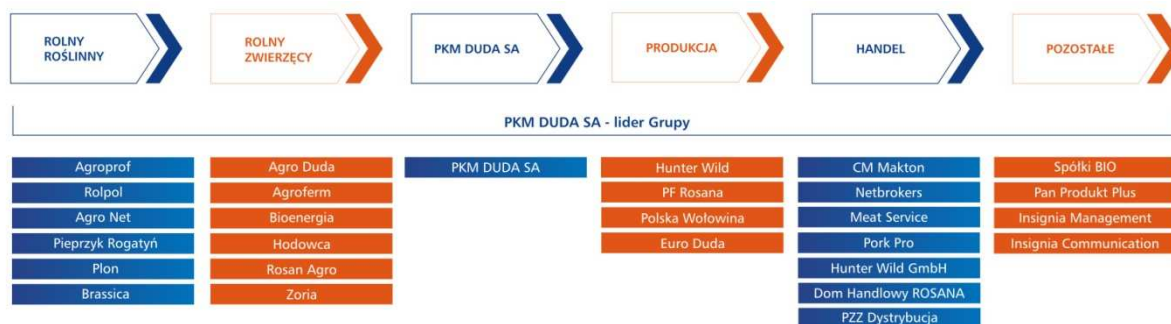 ROLNY
ROŚLINNY
ROLNY
ZWIERZĘCY
PKM DUDA SA
PRODUKCJA
HANDEL
POZOSTAŁE
PKM DUDA SA - lider Grupy
Agroprof
Rolpol
Agro Net
Pieprzyk Rogatyń
Plon
Brassica
Agro Duda
Agroferm
Bioenergia
Hodowca
Rosan Agro
Zoria
PKM DUDA SA
Hunter Wild
PF Rosana
Polska Wołowina
Euro Duda
CM Makton
Netbrokers
Meat Service
Pork Pro
Hunter Wild GmbH
Dom Handlowy ROSANA
PZZ Dystrybucja
Spółki BIO
Pan Produkt Plus
Insignia Management
Insignia Communication